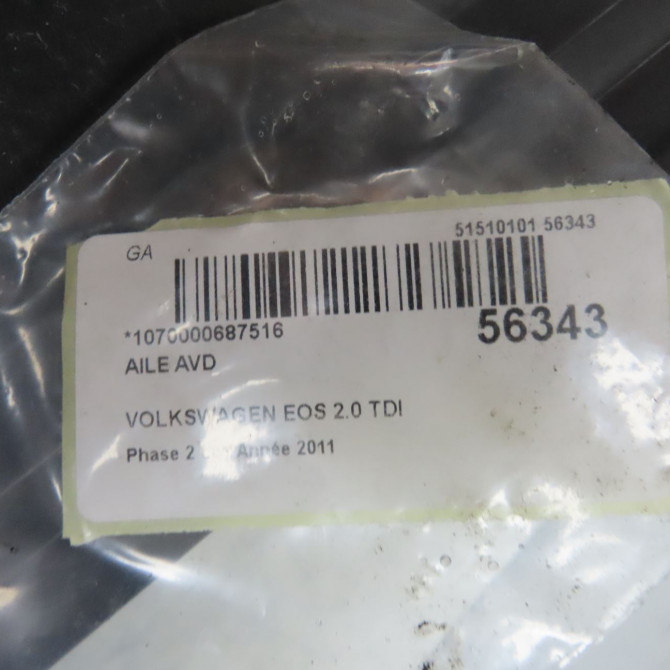 GA
51510101 56343
*1070000687516
56343
AILE AVD
VOLKSWAGEN EOS 2.0 TDI
Phase 2 Année 2011